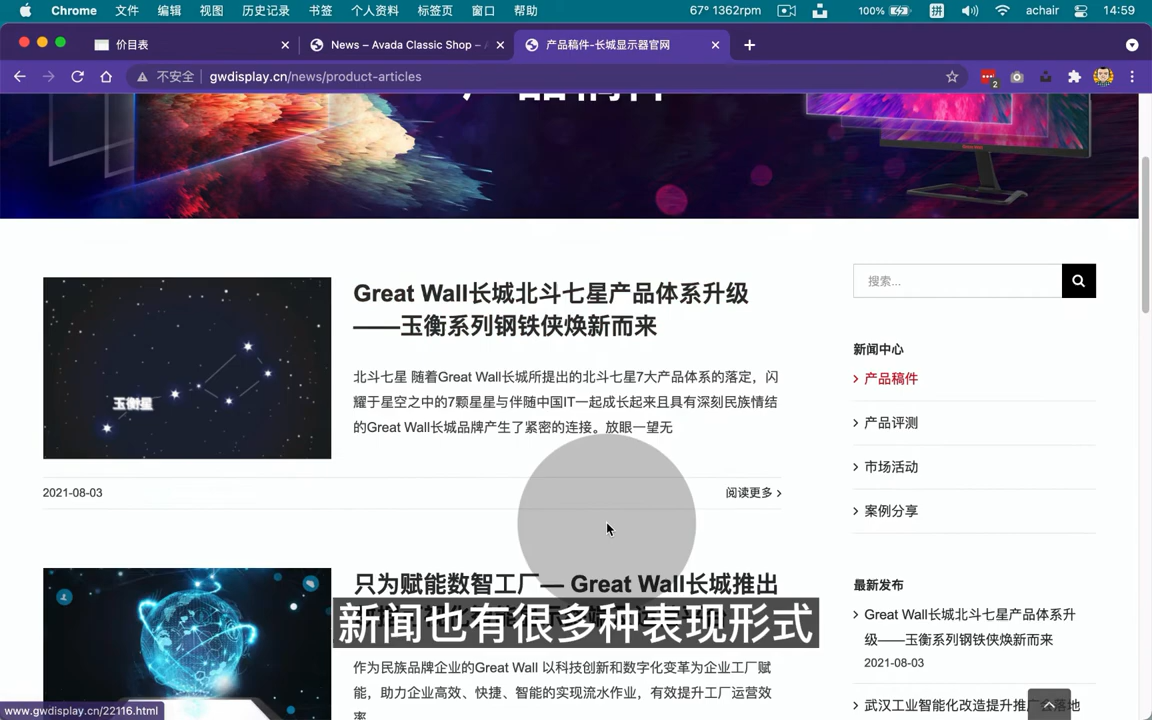 Chrome 文件 编辑 视图 历史记录 书签 个人资料 标签页 窗口 帮助 67° 1362rpm 100% 拼 achair 14:59
价目表 News – Avada Classic Shop – 产品稿件-长城显示器官网
不安全 gwdisplay.cn/news/product-articles 2
Great Wall长城北斗七星产品体系升级
——玉衡系列钢铁侠焕新而来
北斗七星 随着Great Wall长城所提出的北斗七星7大产品体系的落定，闪
耀于星空之中的7颗星星与伴随中国IT一起成长起来且具有深刻民族情结
的Great Wall长城品牌产生了紧密的连接。放眼一望无
玉衡星
2021-08-03 阅读更多
只为赋能数智工厂— Great Wall长城推出
新闻也有很多种表现形式
作为民族品牌企业的Great Wall 以科技创新和数字化变革为企业工厂赋
能，助力企业高效、快捷、智能的实现流水作业，有效提升工厂运营效
率
搜索...
新闻中心
产品稿件
产品评测
市场活动
案例分享
最新发布
Great Wall长城北斗七星产品体系升
级——玉衡系列钢铁侠焕新而来
2021-08-03
武汉工业智能化改造提升推广会落地
www.gwdisplay.cn/22116.html